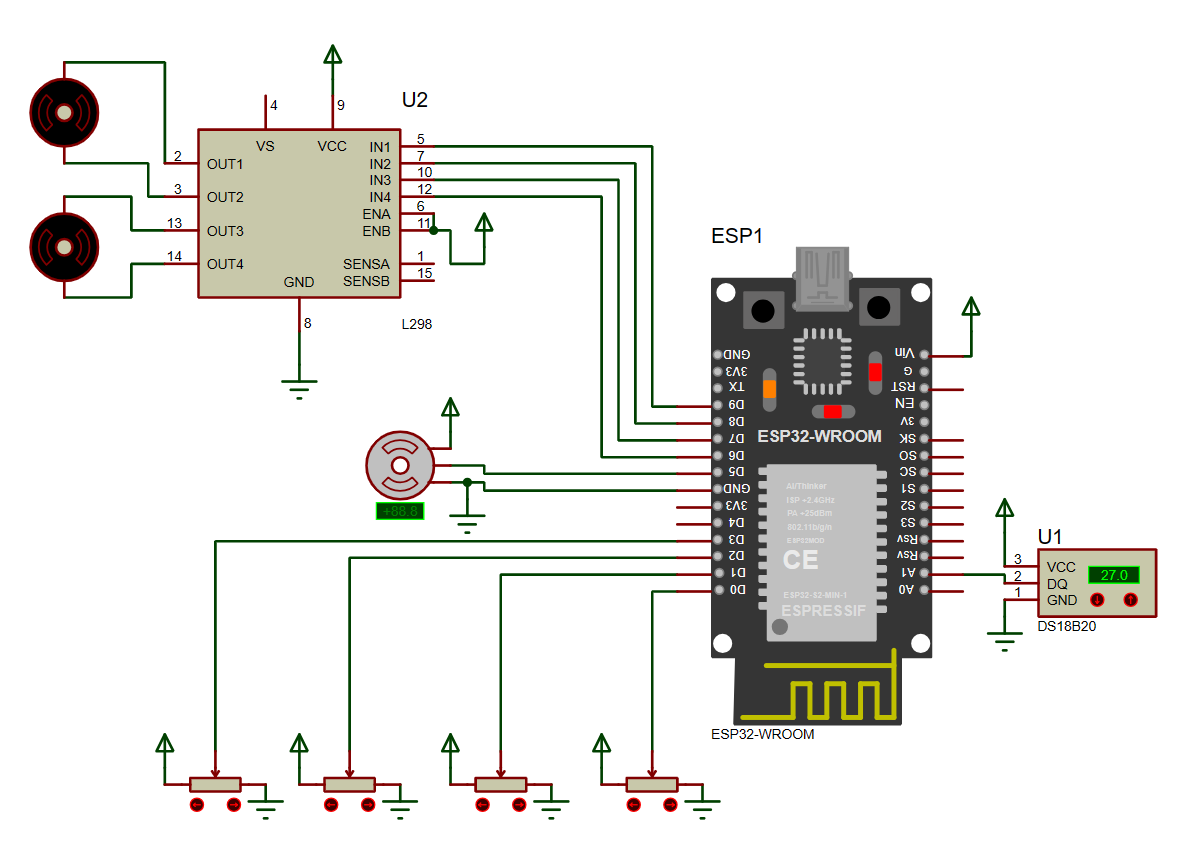 U2
4
9
VS
VCC
2
OUT1
3
OUT2
13
OUT3
14
OUT4
IN1
5
IN2
7
IN3
10
IN4
12
ENA
6
ENB
11
SENSA
1
SENSB
15
GND
8
L298
ESP1
GND
3V3
TX
D9
D8
D7
D6
D5
GND
3V3
D4
D3
D2
D1
D0
Vin
G
RST
EN
3V
SK
SO
SC
S1
S2
S3
Rsv
Rsv
A1
A0
ESP32-WROOM
AI/Thinker
ISP +2.4GHz
PA +25dBm
802.11b/g/n
CE
ESP32-S2-MIN-1
ESPRESSIF
ESP32-WROOM
+88.8
U1
3
VCC
2
DQ
1
GND
27.0
DS18B20